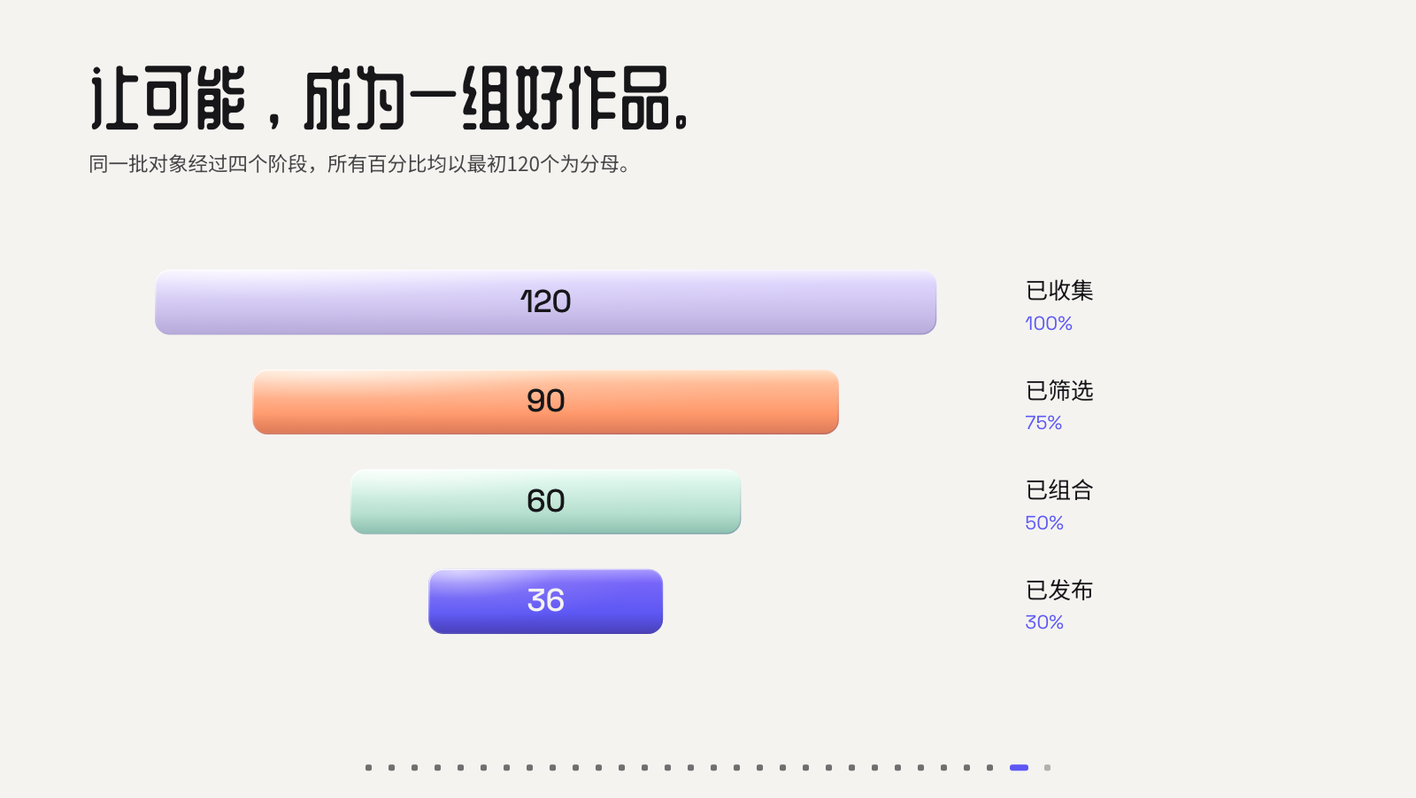 让可能，成为一组好作品。
同一批对象经过四个阶段，所有百分比均以最初120个为分母。
120
已收集
100%
90
已筛选
75%
60
已组合
50%
36
已发布
30%